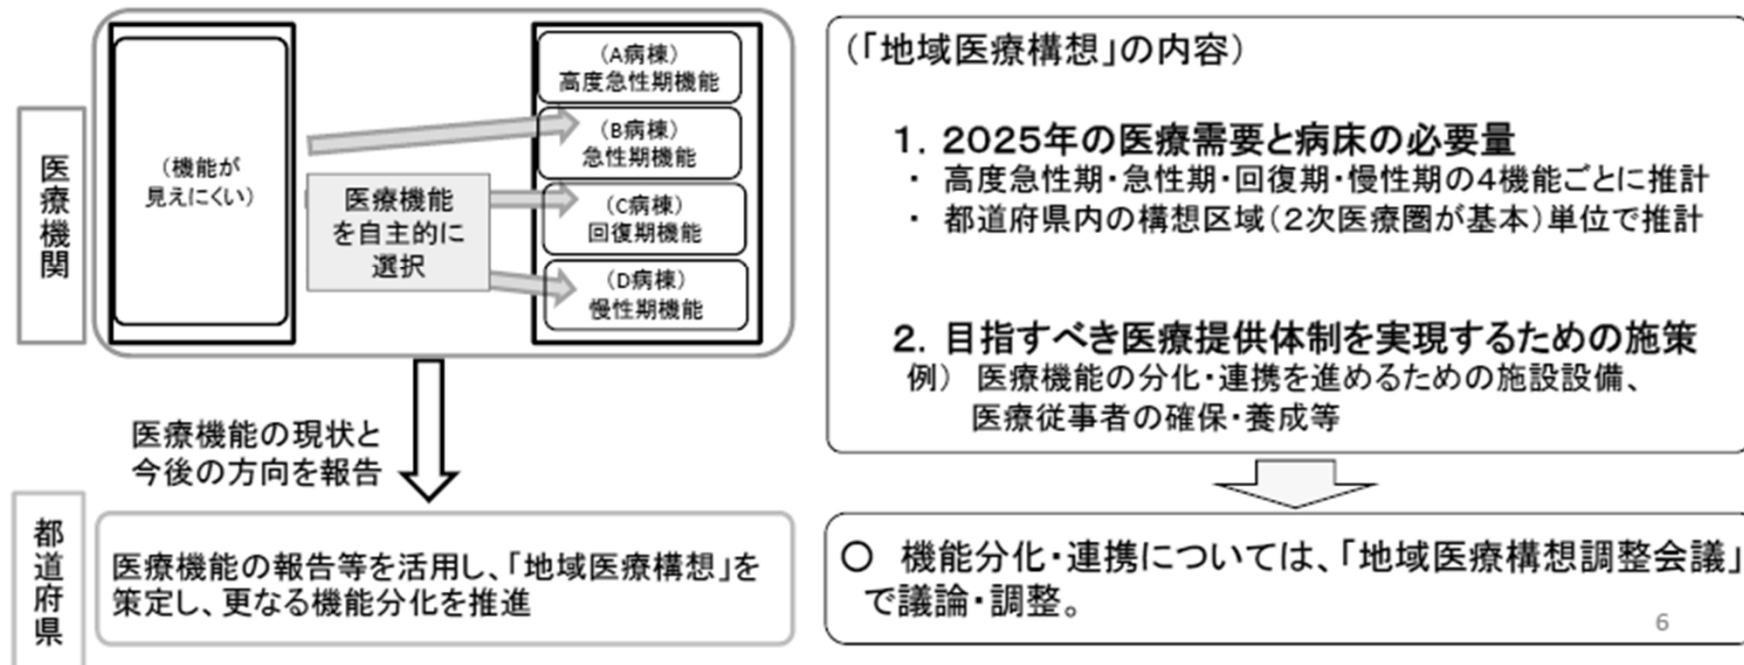 医療機関
(機能が
見えにくい)
医療機能
を自主的に
選択
(A病棟)
高度急性期機能
(B病棟)
急性期機能
(C病棟)
回復期機能
(D病棟)
慢性期機能
医療機能の現状と
今後の方向を報告
都道府県
医療機能の報告等を活用し、「地域医療構想」を
策定し、更なる機能分化を推進
(「地域医療構想」の内容)
1. 2025年の医療需要と病床の必要量
・ 高度急性期・急性期・回復期・慢性期の4機能ごとに推計
・ 都道府県内の構想区域(2次医療圏が基本)単位で推計
2. 目指すべき医療提供体制を実現するための施策
例) 医療機能の分化・連携を進めるための施設設備、
医療従事者の確保・養成等
○ 機能分化・連携については、「地域医療構想調整会議」
で議論・調整。
6